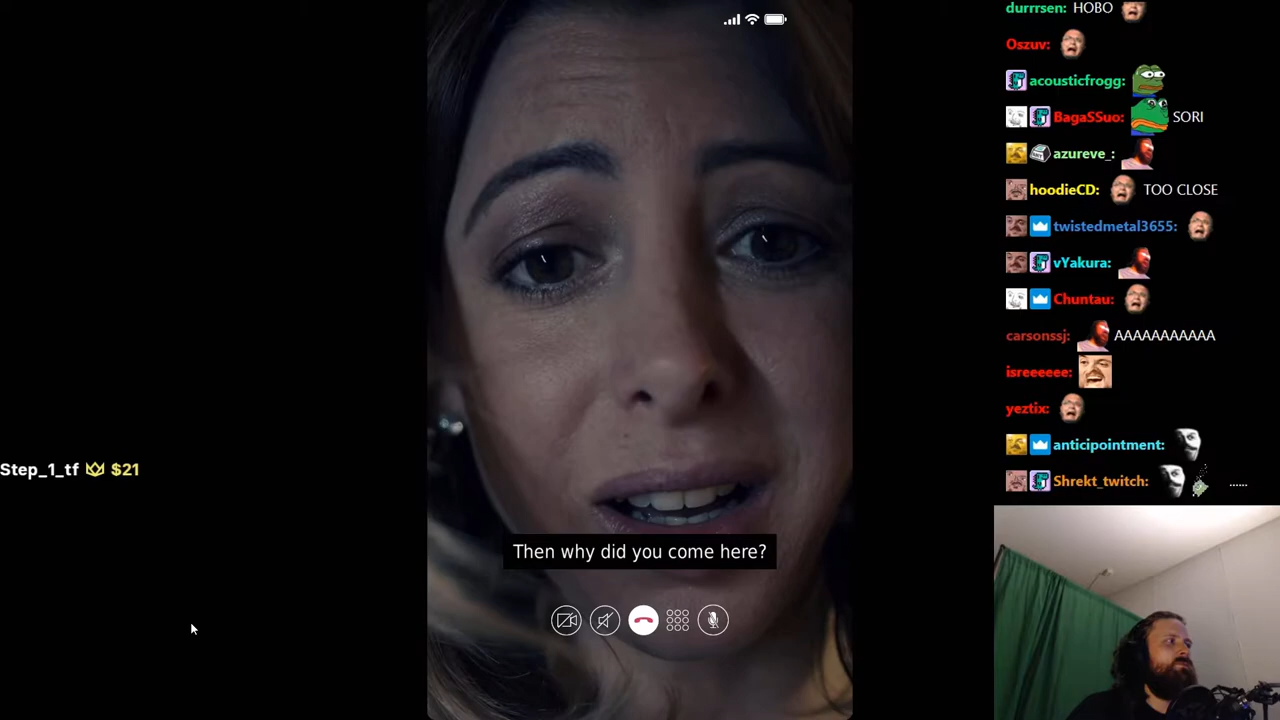 durrrsen: HOBO
Oszuv:
acousticfrogg:
BagaSSuo: SORI
azureve_:
hoodieCD: TOO CLOSE
twistedmetal3655:
vYakura:
Chuntau:
carsonssj: AAAAAAAAAAA
isreeeeee:
yeztix:
anticipointment:
Shrekt_twitch: ......
Step_1_tf $21
Then why did you come here?